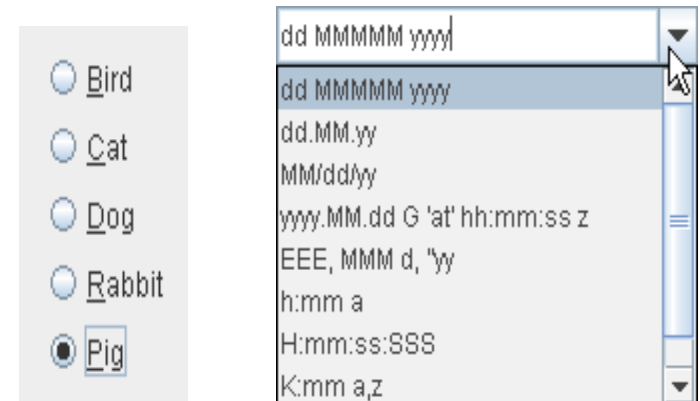 Bird
Cat
Dog
Rabbit
Pig
dd MMMMM yyyy
dd MMMMM yyyy
dd.MM.yy
MM/dd/yy
yyyy.MM.dd G 'at' hh:mm:ss z
EEE, MMM d, ''yy
h:mm a
H:mm:ss:SSS
K:mm a,z